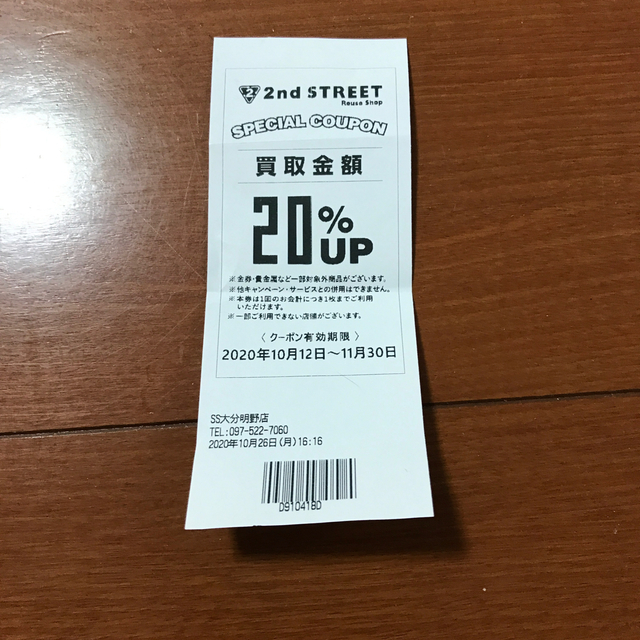 2nd STREET
Reuse Shop
SPECIAL COUPON
買取金額
20%UP
※金券・貴金属など一部対象外商品がございます。
※他キャンペーン・サービスとの併用はできません。
※本券は1回のお会計につき1枚までご利用
いただけます。
※一部ご利用できない店舗がございます。
〈 クーポン有効期限 〉
2020年10月12日～11月30日
SS大分明野店
TEL:097-522-7060
2020年10月26日(月)16:16
D910418D